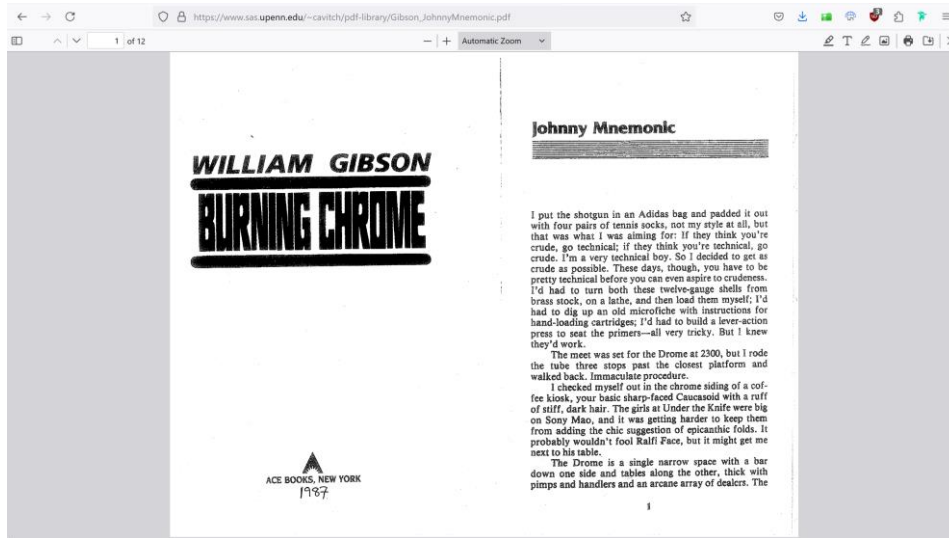 https://www.sas.upenn.edu/~cavitch/pdf-library/Gibson_JohnnyMnemonic.pdf
1 of 12
Automatic Zoom
WILLIAM GIBSON
BURNING CHROME
ACE BOOKS, NEW YORK
1987
Johnny Mnemonic
I put the shotgun in an Adidas bag and padded it out
with four pairs of tennis socks, not my style at all, but
that was what I was aiming for: If they think you're
crude, go technical; if they think you're technical, go
crude. I'm a very technical boy. So I decided to get as
crude as possible. These days, though, you have to be
pretty technical before you can even aspire to crudeness.
I'd had to turn both these twelve-gauge shells from
brass stock, on a lathe, and then load them myself; I'd
had to dig up an old microfiche with instructions for
hand-loading cartridges; I'd had to build a lever-action
press to seat the primers—all very tricky. But I knew
they'd work.
The meet was set for the Drome at 2300, but I rode
the tube three stops past the closest platform and
walked back. Immaculate procedure.
I checked myself out in the chrome siding of a cof-
fee kiosk, your basic sharp-faced Caucasoid with a ruff
of stiff, dark hair. The girls at Under the Knife were big
on Sony Mao, and it was getting harder to keep them
from adding the chic suggestion of epicanthic folds. It
probably wouldn't fool Ralfi Face, but it might get me
next to his table.
The Drome is a single narrow space with a bar
down one side and tables along the other, thick with
pimps and handlers and an arcane array of dealers. The
1